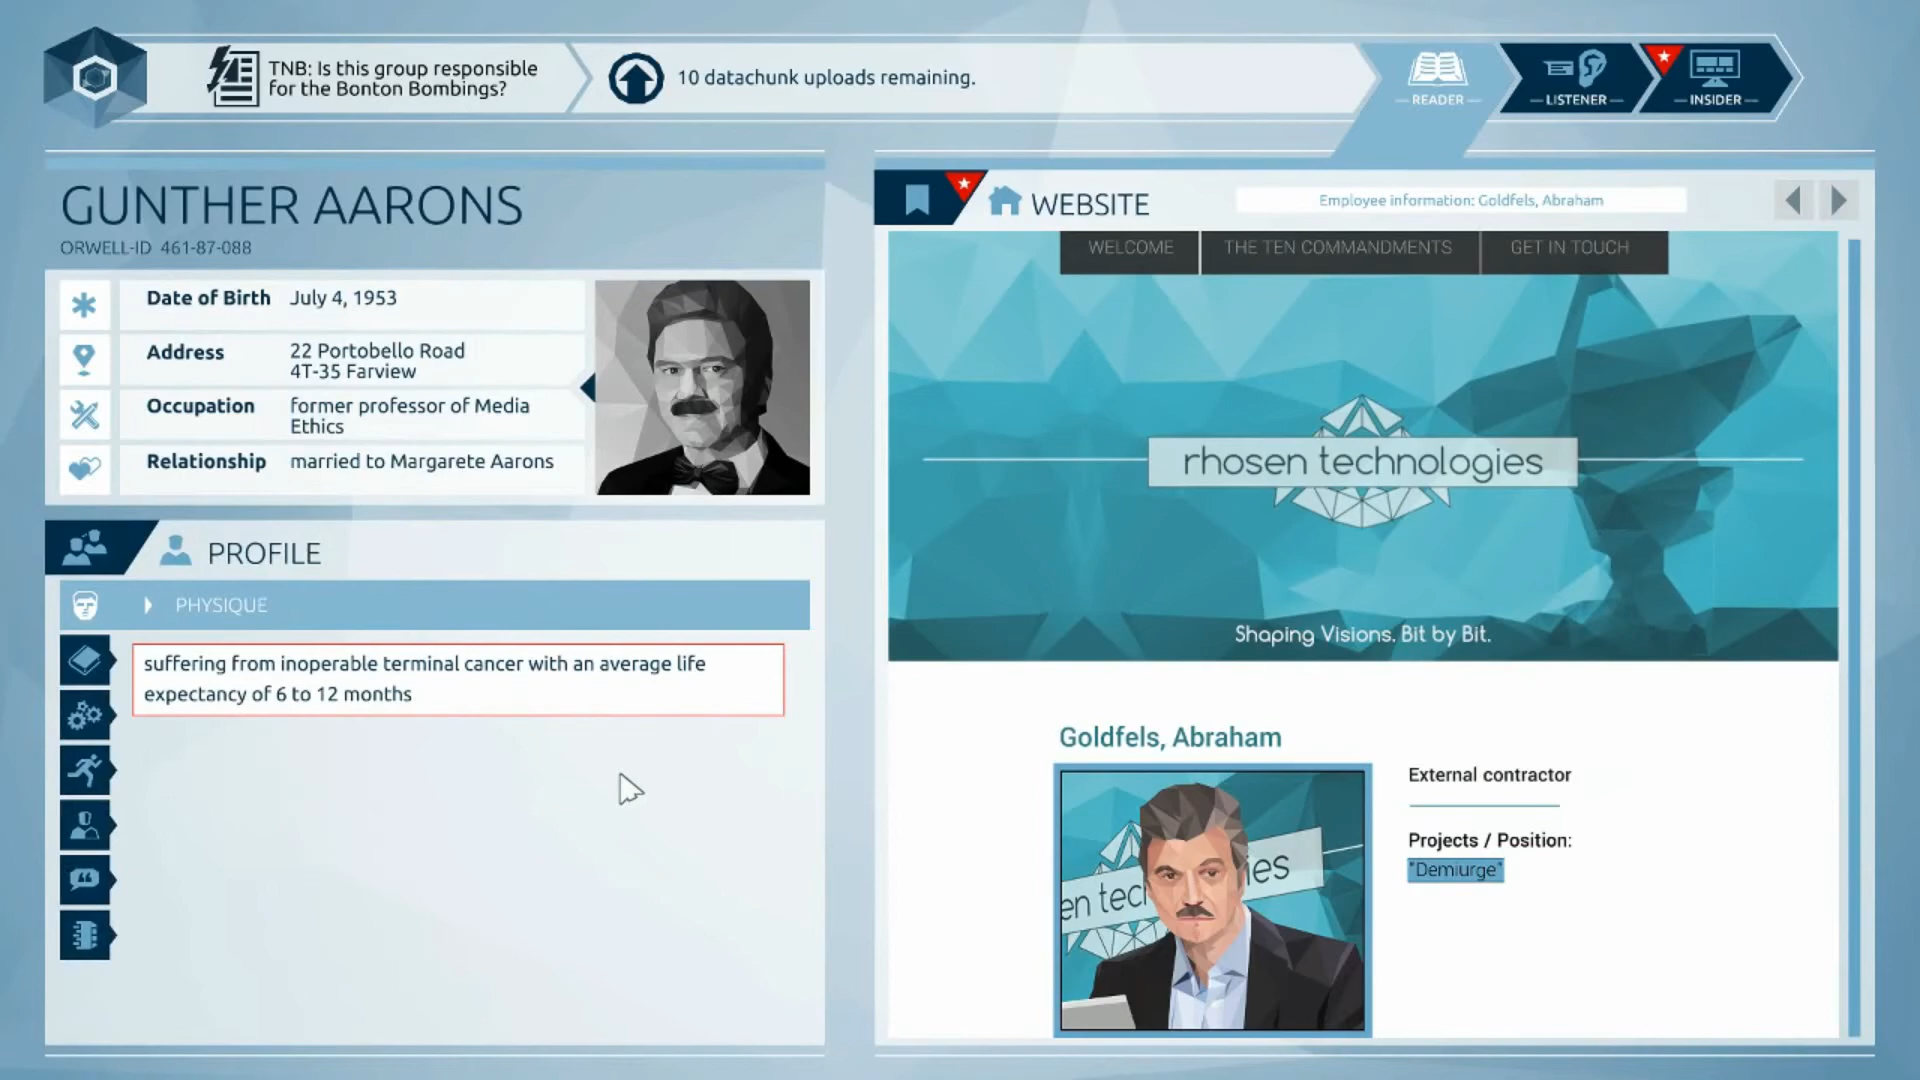 TNB: Is this group responsible
for the Bonton Bombings?
10 datachunk uploads remaining.
READER
LISTENER
INSIDER
GUNTHER AARONS
ORWELL-ID 461-87-088
Date of Birth July 4, 1953
Address 22 Portobello Road
4T-35 Farview
Occupation former professor of Media
Ethics
Relationship married to Margarete Aarons
PROFILE
PHYSIQUE
suffering from inoperable terminal cancer with an average life
expectancy of 6 to 12 months
WEBSITE
Employee information: Goldfels, Abraham
WELCOME
THE TEN COMMANDMENTS
GET IN TOUCH
rhosen technologies
Shaping Visions. Bit by Bit.
Goldfels, Abraham
External contractor
Projects / Position:
"Demiurge"
en tec
ies